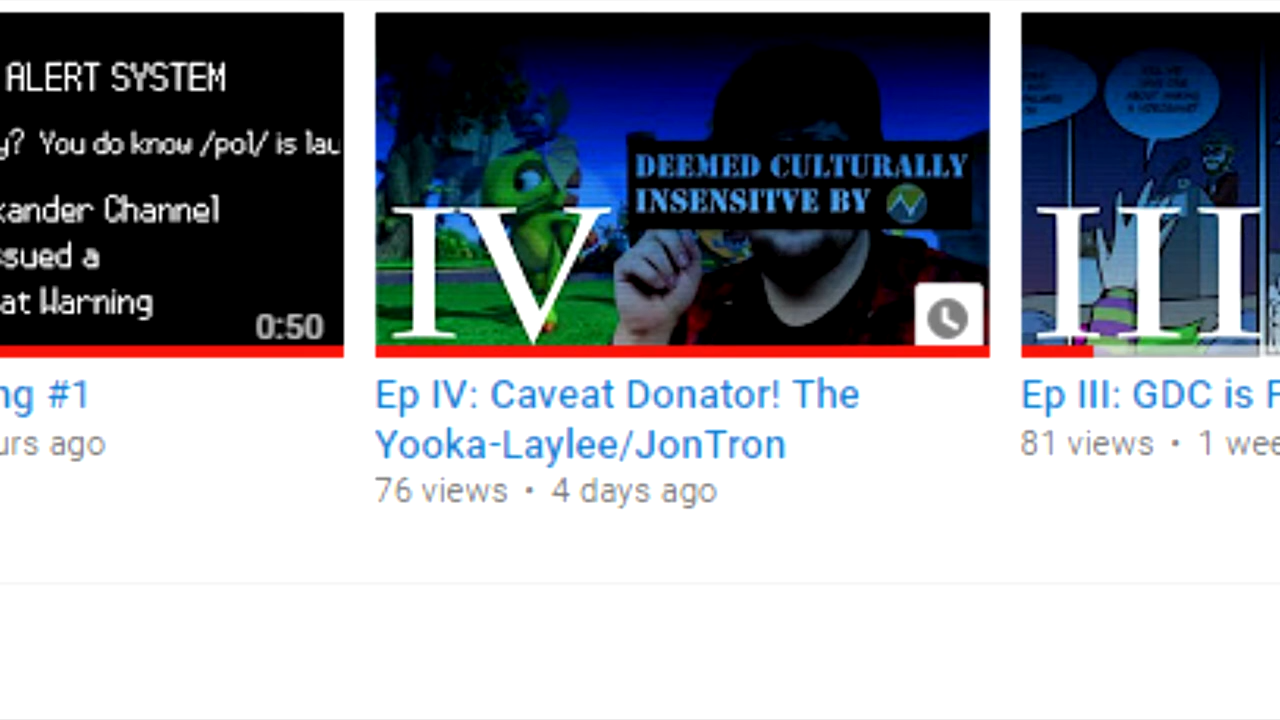 ALERT SYSTEM
y? You do know /pol/ is lau
xander Channel
ssued a
at Warning
0:50
ng #1
urs ago
DEEMED CULTURALLY
INSENSITVE BY
IV
Ep IV: Caveat Donator! The
Yooka-Laylee/JonTron
76 views • 4 days ago
III
Ep III: GDC is F
81 views • 1 wee